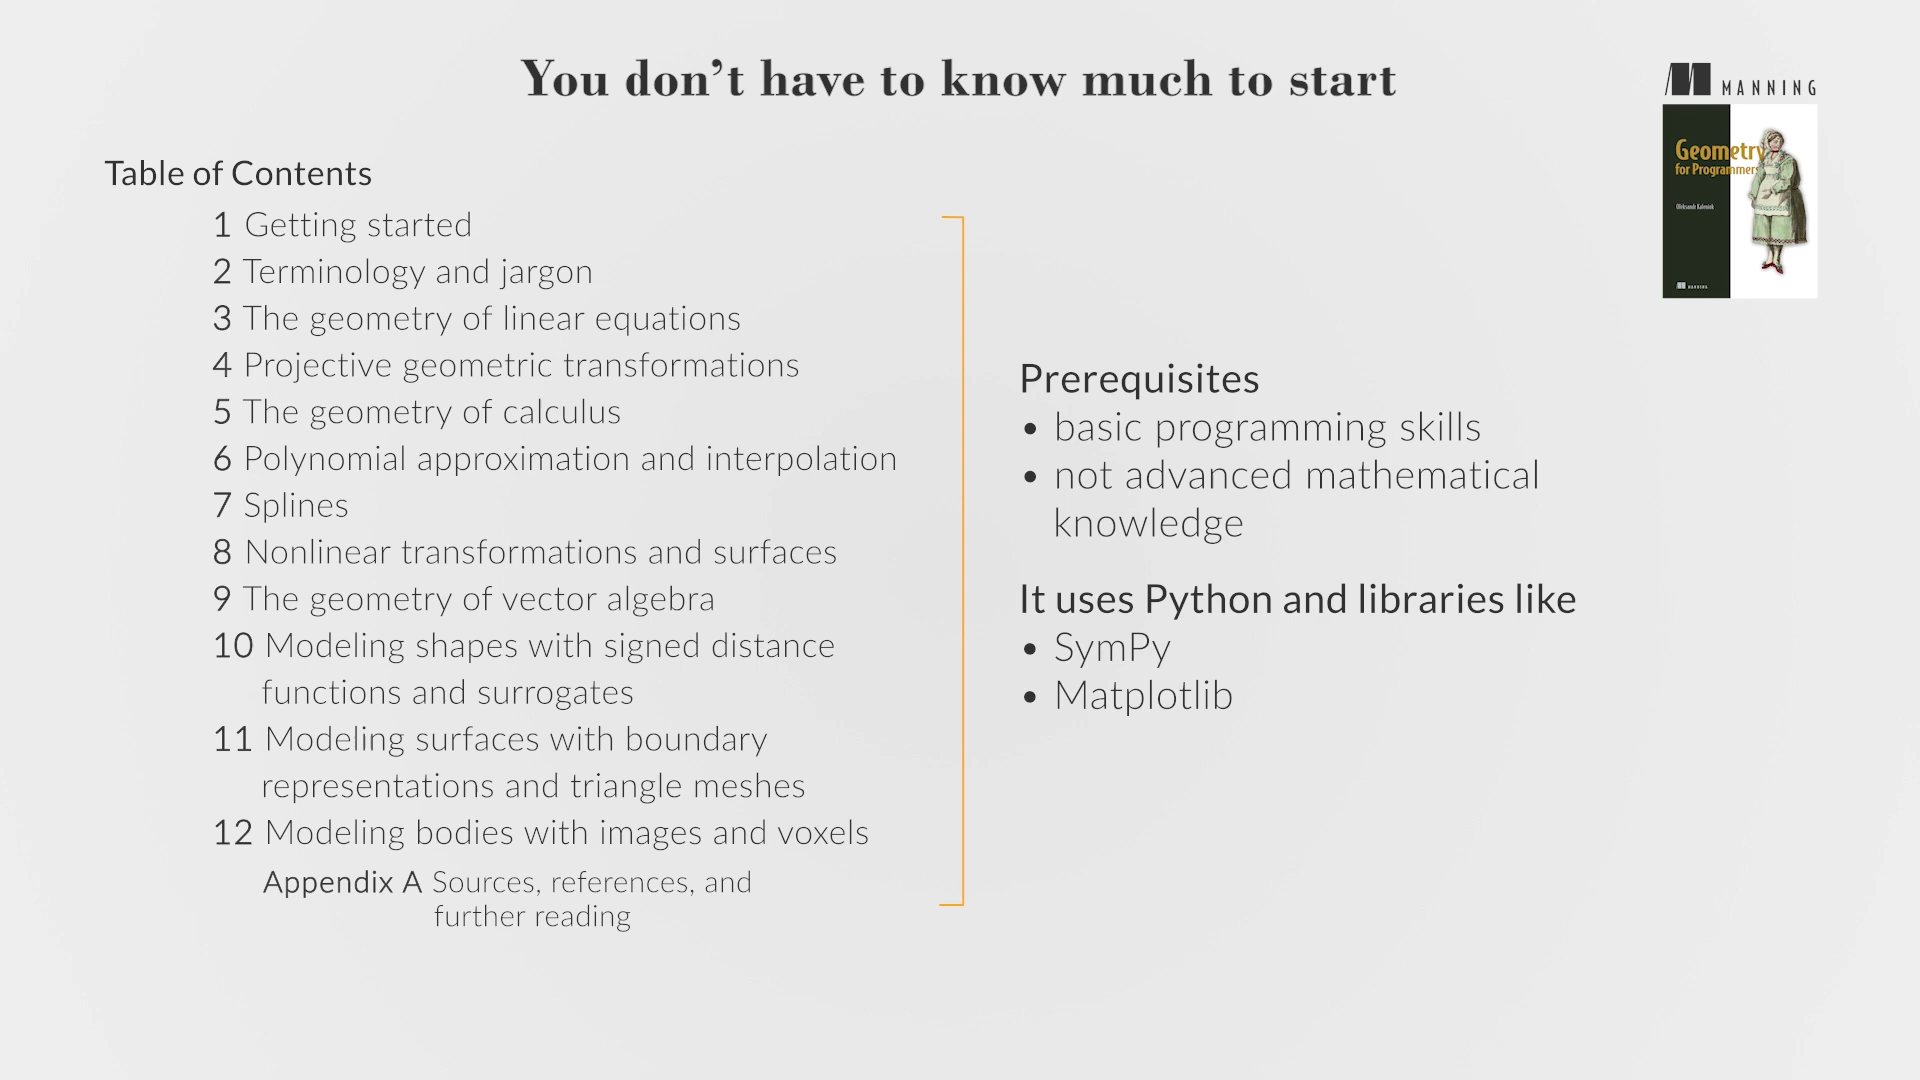 You don’t have to know much to start
MANNING
Geometry
for Programmers
Oleksandr Kaleniuk
MANNING
Table of Contents
1 Getting started
2 Terminology and jargon
3 The geometry of linear equations
4 Projective geometric transformations
5 The geometry of calculus
6 Polynomial approximation and interpolation
7 Splines
8 Nonlinear transformations and surfaces
9 The geometry of vector algebra
10 Modeling shapes with signed distance
functions and surrogates
11 Modeling surfaces with boundary
representations and triangle meshes
12 Modeling bodies with images and voxels
Appendix A Sources, references, and
further reading
Prerequisites
• basic programming skills
• not advanced mathematical
knowledge
It uses Python and libraries like
• SymPy
• Matplotlib